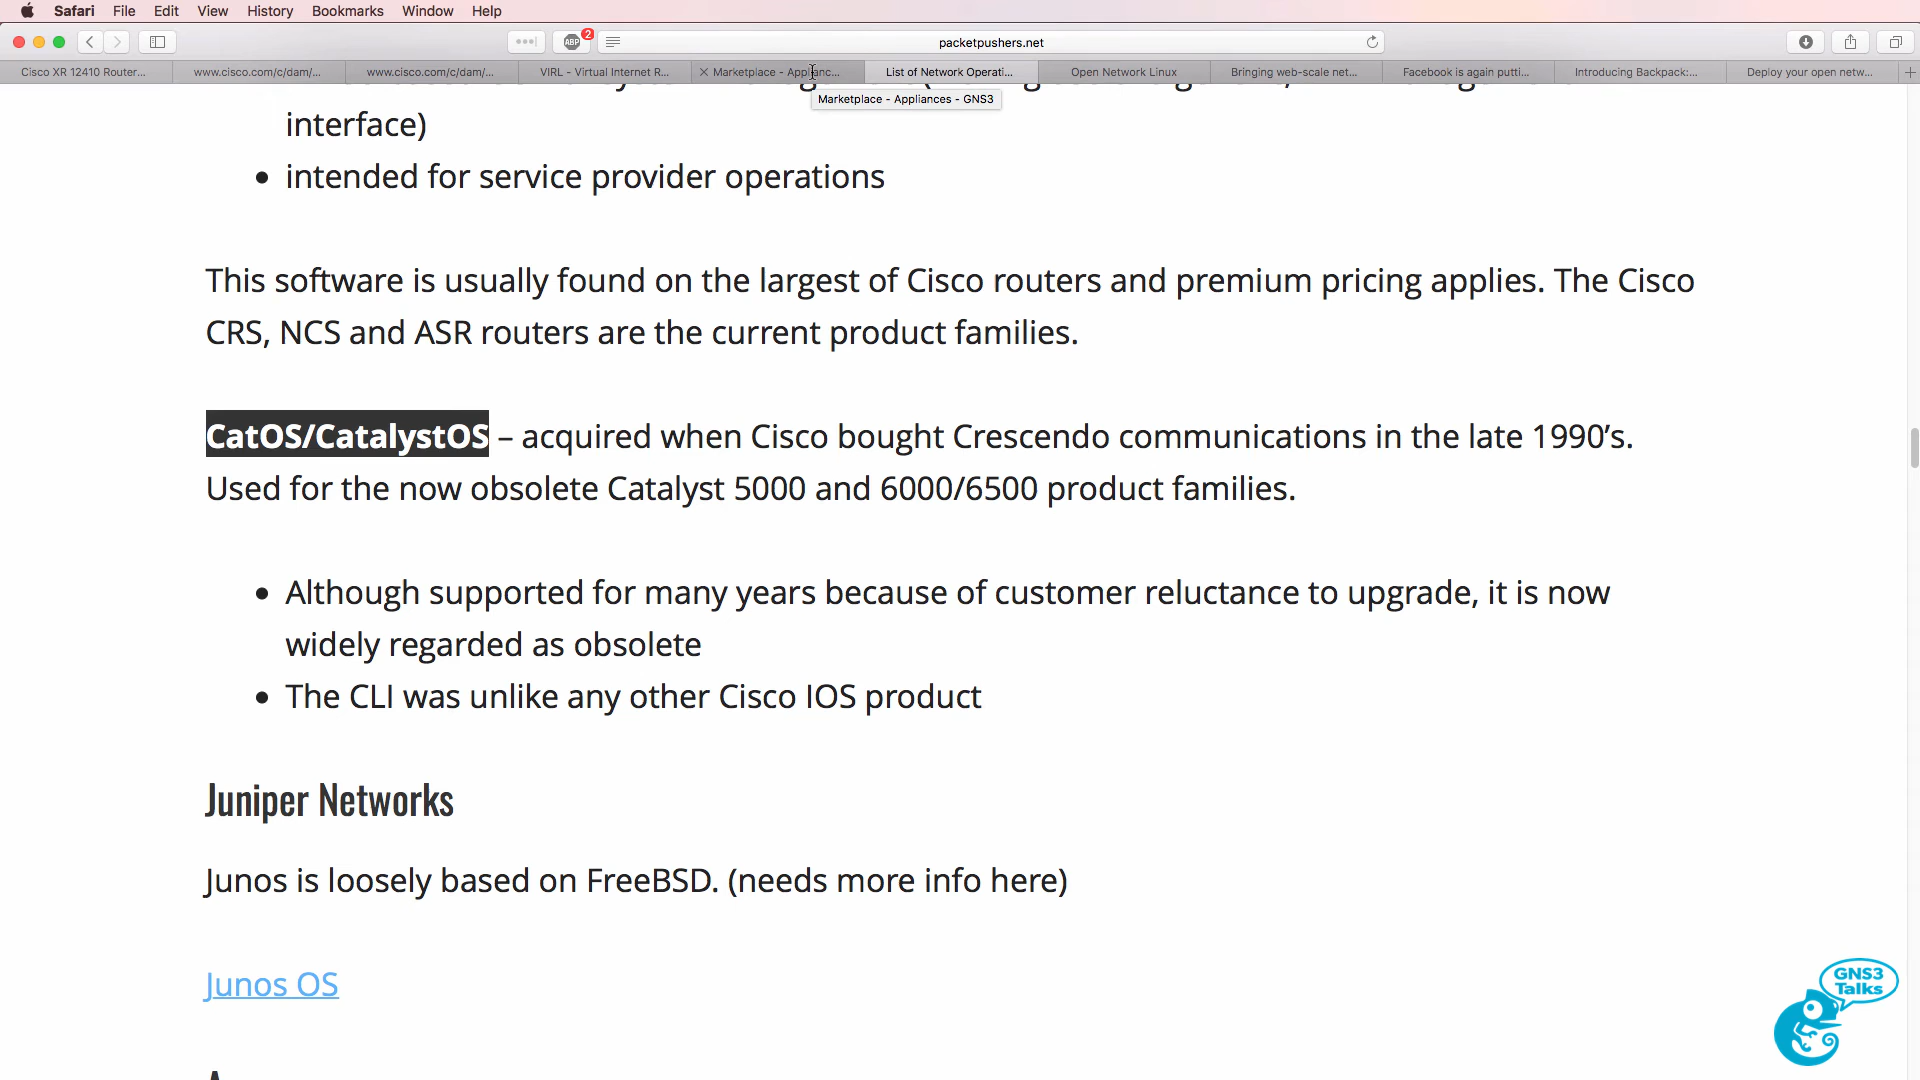 Safari File Edit View History Bookmarks Window Help
ABP 2 packetpushers.net
Cisco XR 12410 Router... www.cisco.com/c/dam/... www.cisco.com/c/dam/... VIRL - Virtual Internet R... Marketplace - Applianc... List of Network Operati... Open Network Linux Bringing web-scale net... Facebook is again putti... Introducing Backpack:... Deploy your open netw...
Marketplace - Appliances - GNS3
interface)
• intended for service provider operations
This software is usually found on the largest of Cisco routers and premium pricing applies. The Cisco
CRS, NCS and ASR routers are the current product families.
CatOS/CatalystOS – acquired when Cisco bought Crescendo communications in the late 1990’s.
Used for the now obsolete Catalyst 5000 and 6000/6500 product families.
• Although supported for many years because of customer reluctance to upgrade, it is now
widely regarded as obsolete
• The CLI was unlike any other Cisco IOS product
Juniper Networks
Junos is loosely based on FreeBSD. (needs more info here)
Junos OS
GNS3
Talks